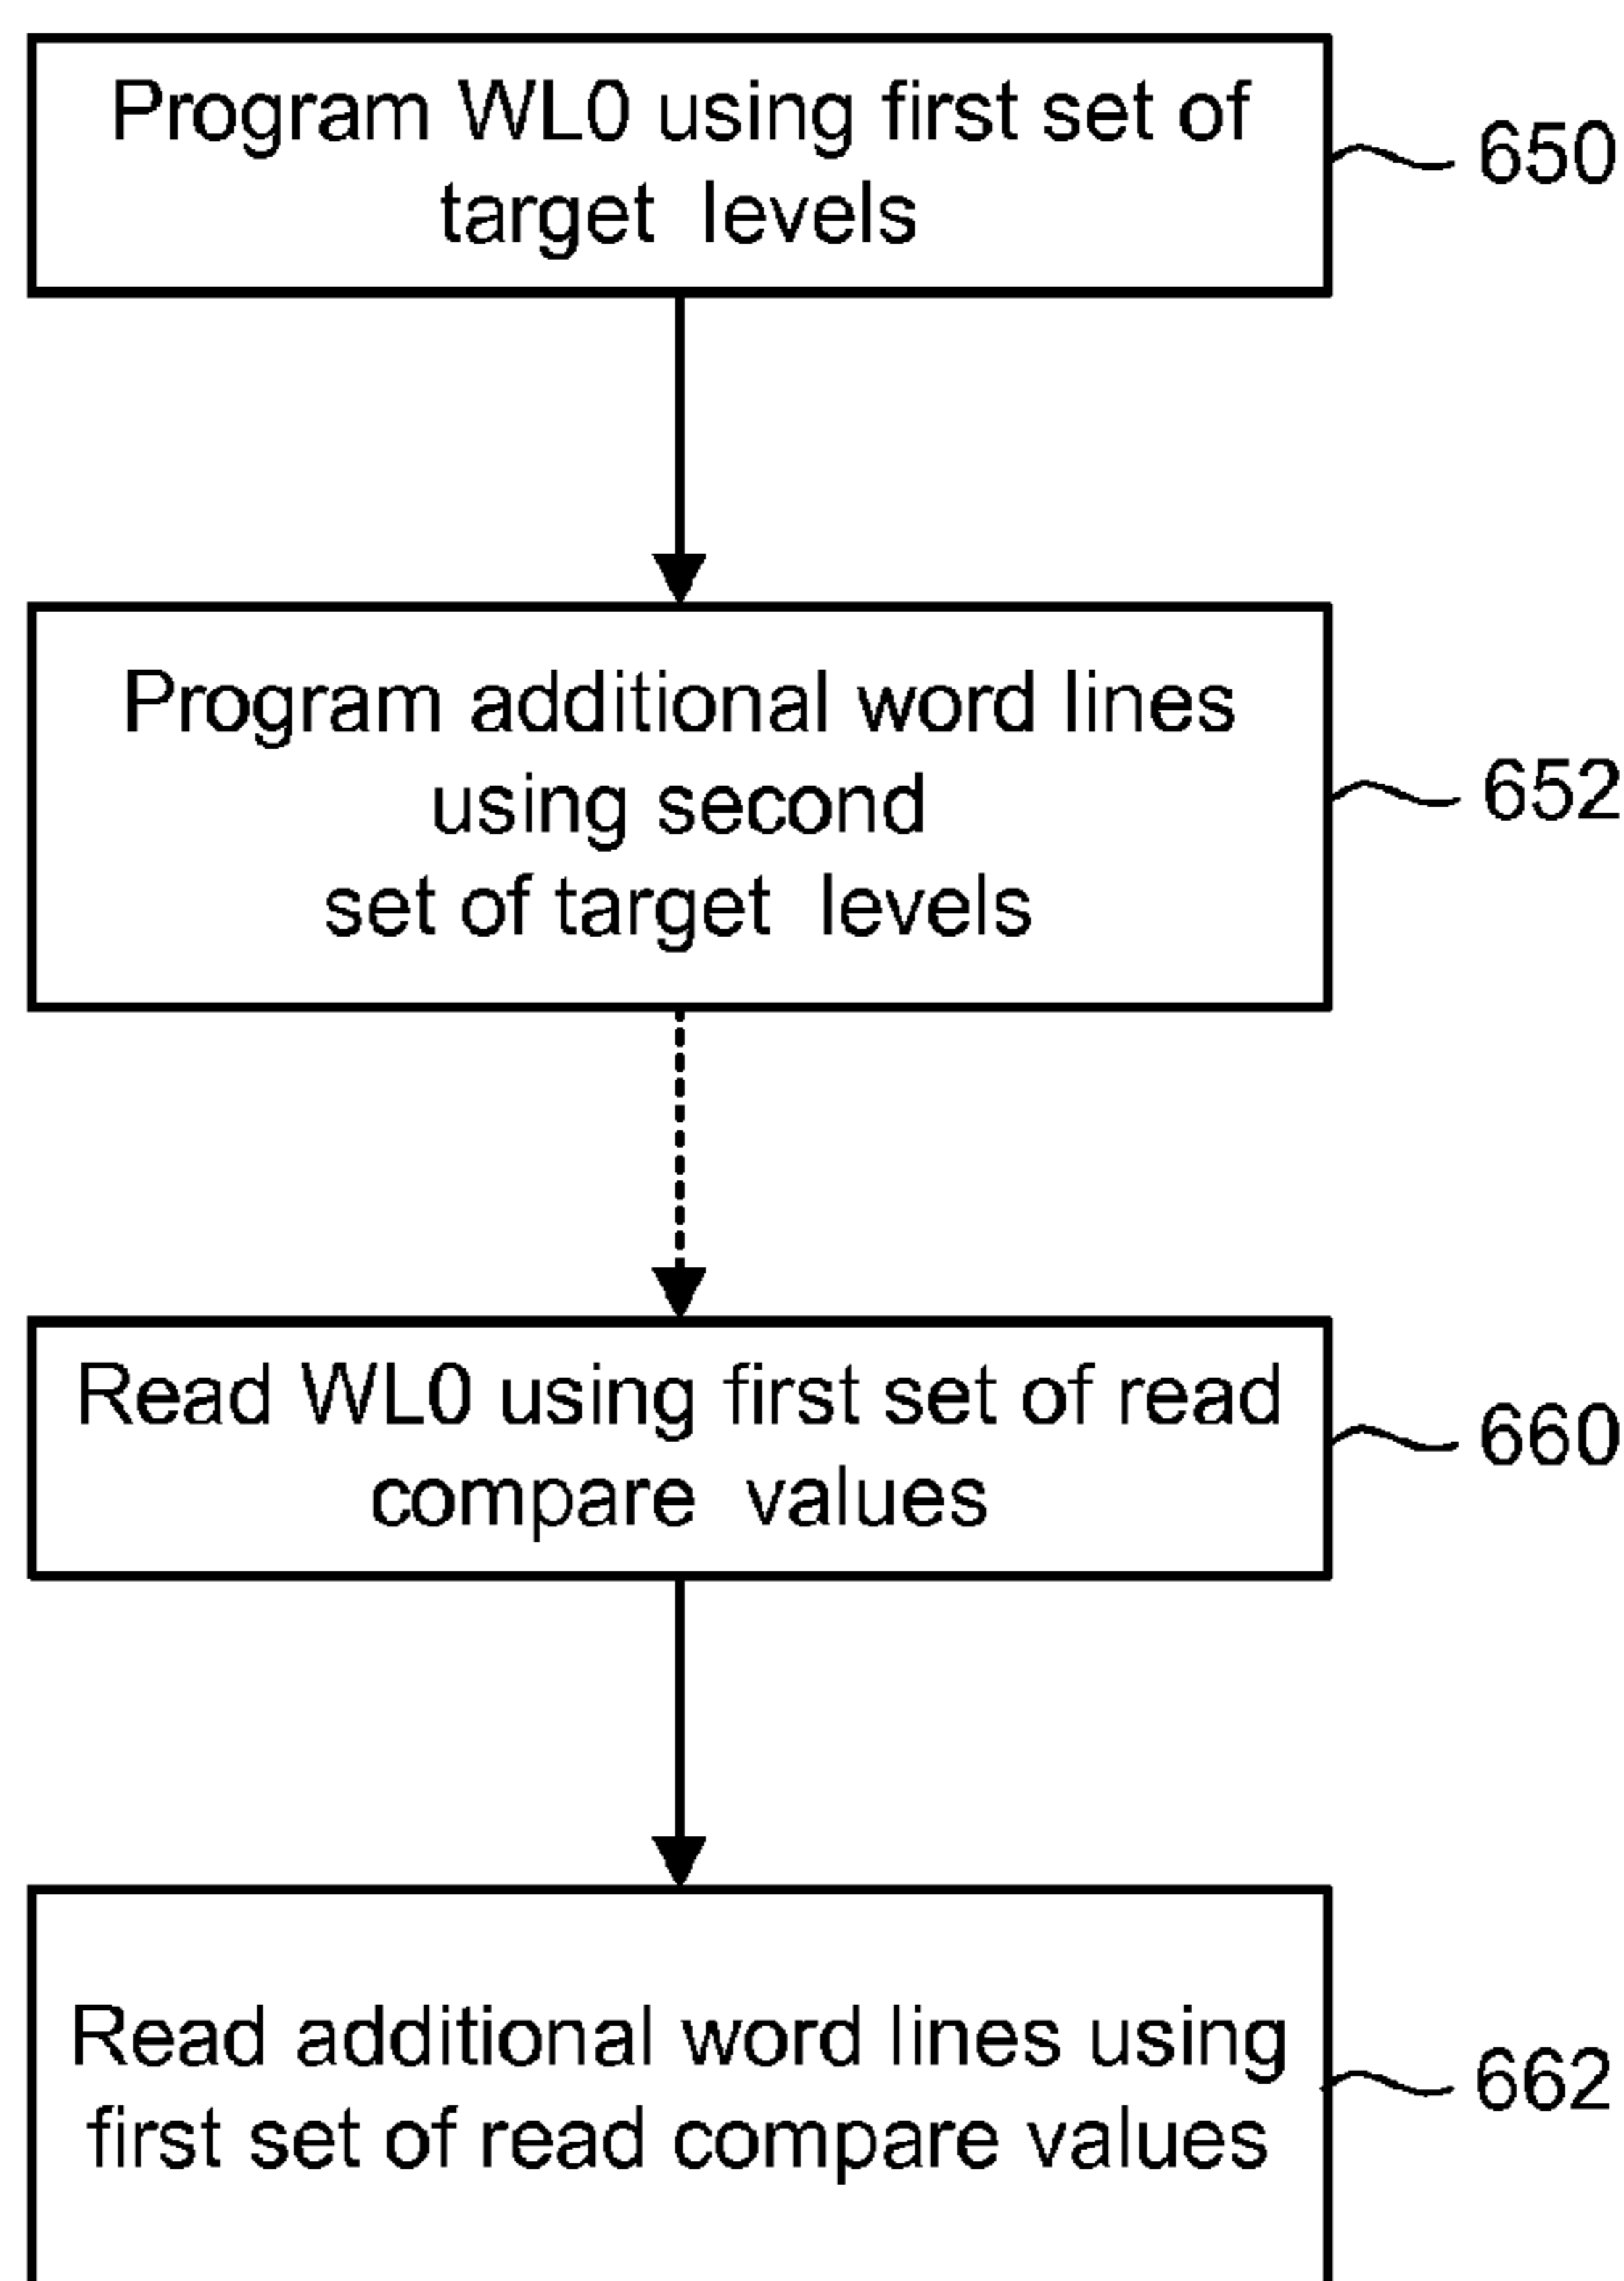 Program WL0 using first set of
target levels
650
Program additional word lines
using second
set of target levels
652
Read WL0 using first set of read
compare values
660
Read additional word lines using
first set of read compare values
662